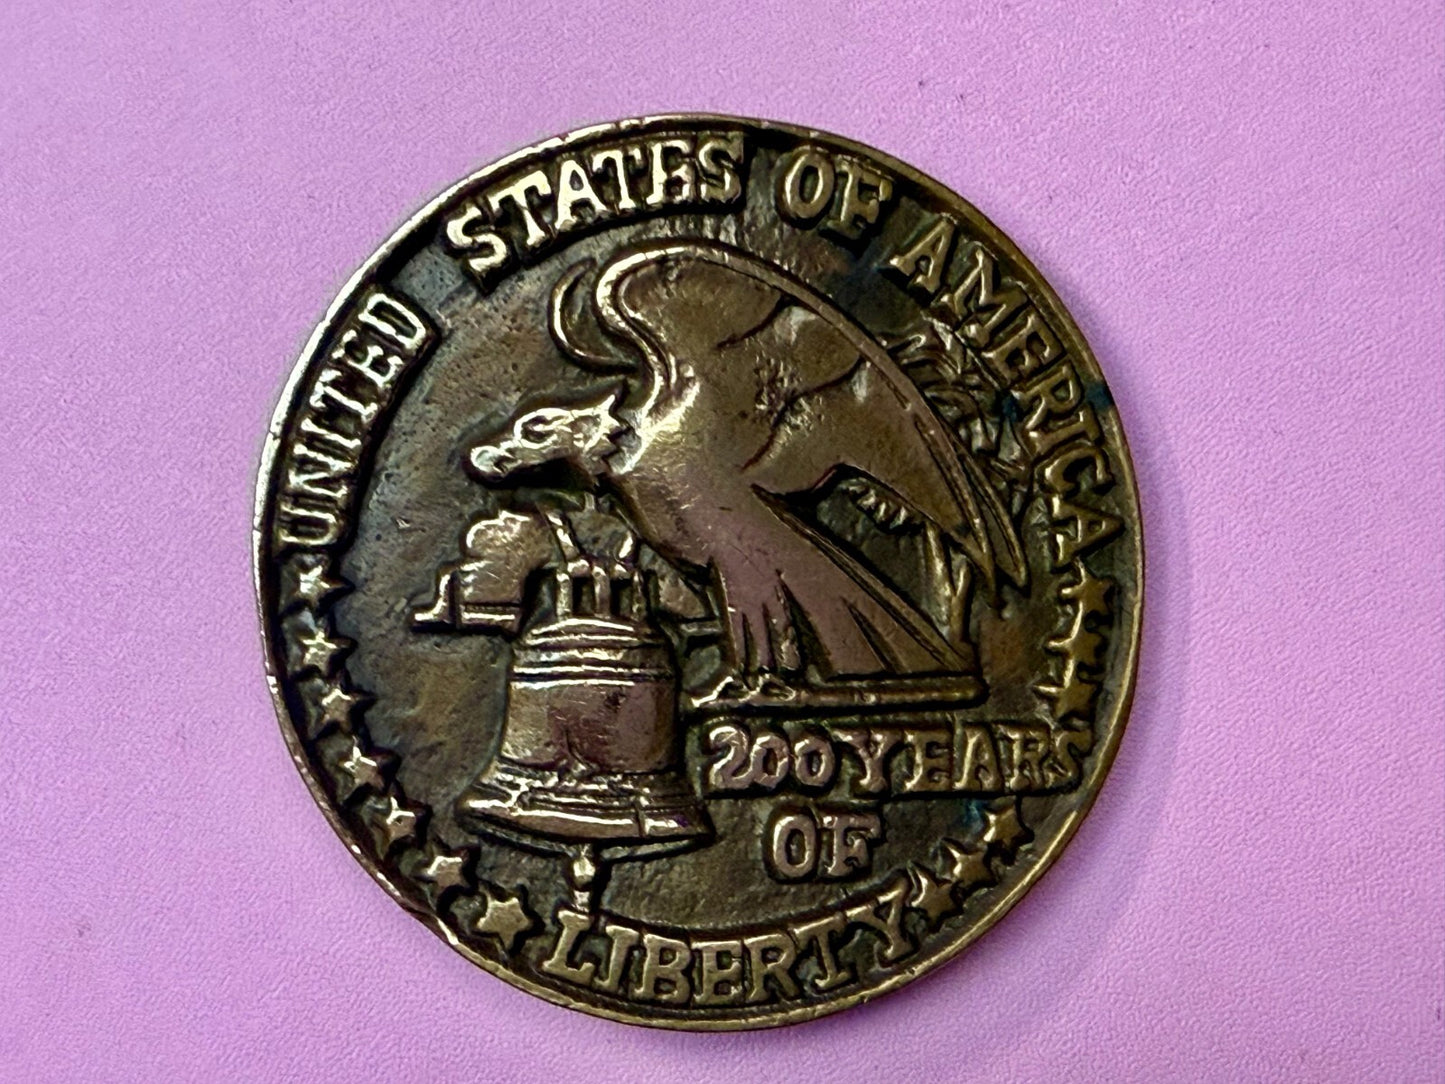 UNITED STATES OF AMERICA
200 YEARS
OF
LIBERTY